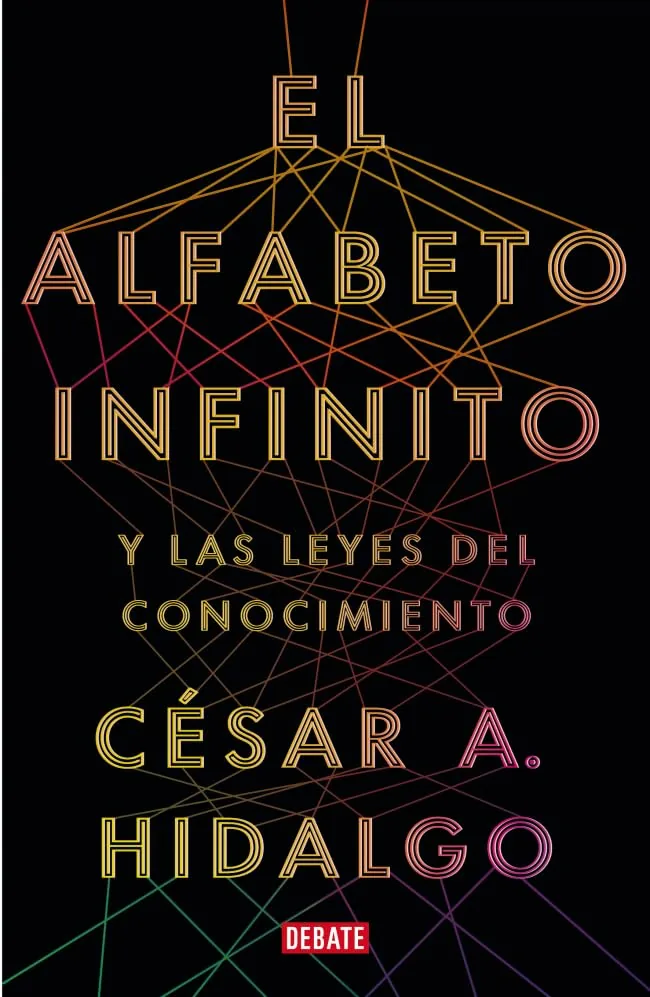 EL
ALFABETO
INFINITO
Y LAS LEYES DEL
CONOCIMIENTO
CÉSAR A.
HIDALGO
DEBATE